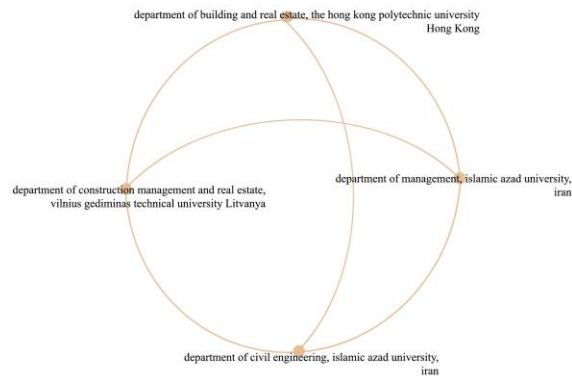 department of building and real estate, the hong kong polytechnic university
Hong Kong
department of management, islamic azad university,
iran
department of construction management and real estate,
vilnius gediminas technical university Litvanya
department of civil engineering, islamic azad university,
iran